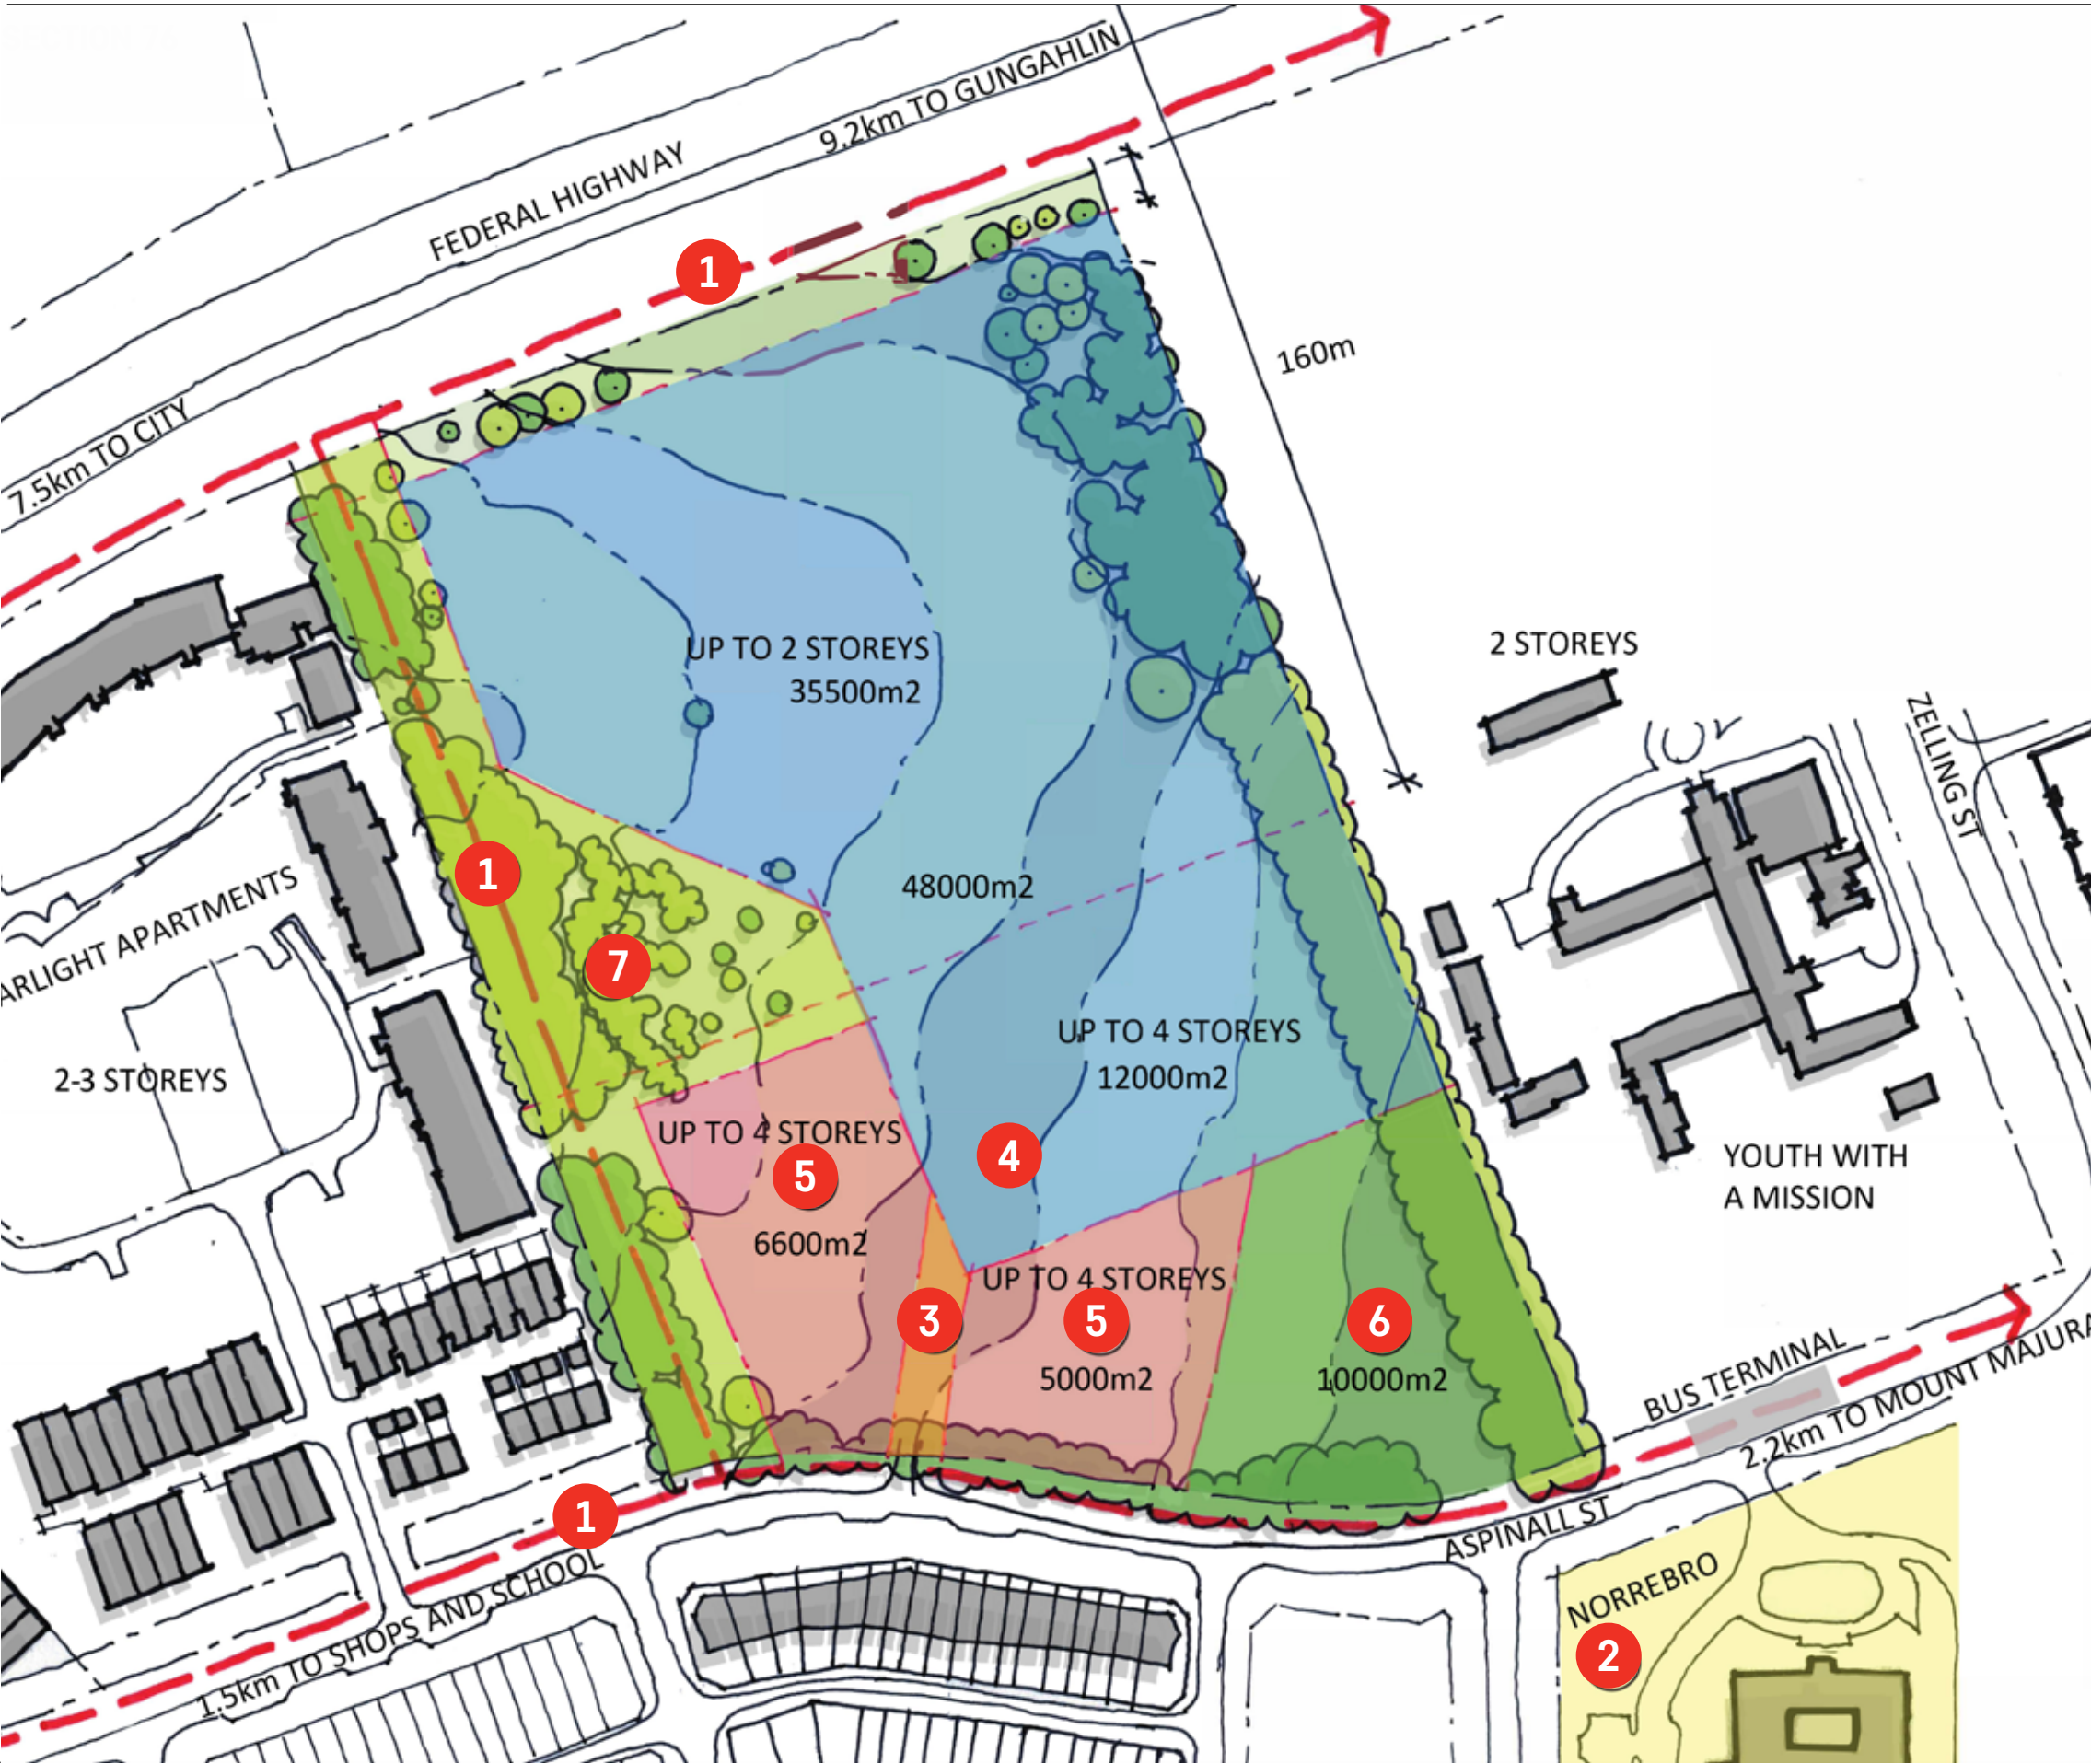 9.2km TO GUNGAHLIN
FEDERAL HIGHWAY
1
160m
7.5km TO CITY
UP TO 2 STOREYS
35500m2
2 STOREYS
ZELLING ST
1
48000m2
ARLIGHT APARTMENTS
7
UP TO 4 STOREYS
12000m2
2-3 STOREYS
UP TO 4 STOREYS
5
4
YOUTH WITH
A MISSION
6600m2
UP TO 4 STOREYS
3
5
6
5000m2
10000m2
BUS TERMINAL
2.2km TO MOUNT MAJURA
1
ASPINALL ST
1.5km TO SHOPS AND SCHOOL
NORREBRO
2